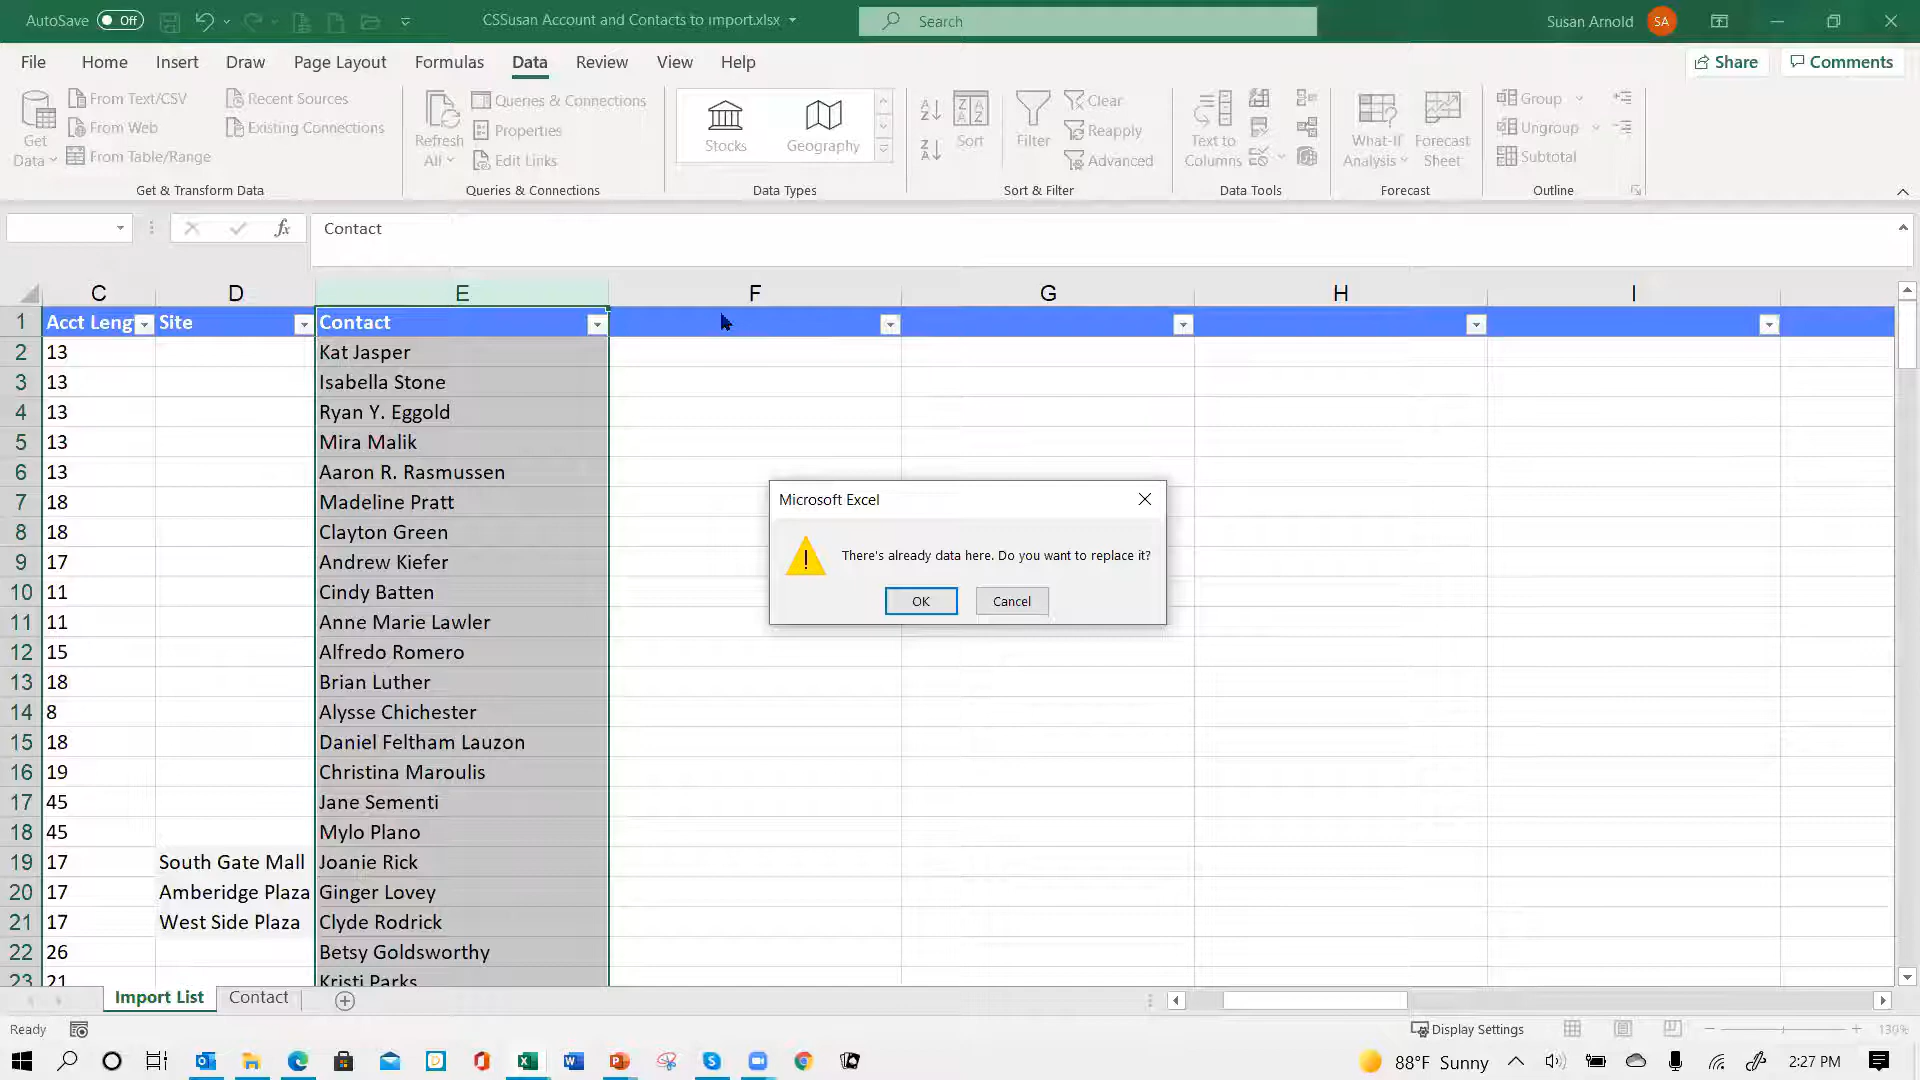 AutoSave Off CSSusan Account and Contacts to import.xlsx Search Susan Arnold SA
File Home Insert Draw Page Layout Formulas Data Review View Help Share Comments
Get Data
From Text/CSV
From Web
From Table/Range
Recent Sources
Existing Connections
Get & Transform Data
Refresh All
Queries & Connections
Properties
Edit Links
Queries & Connections
Stocks
Geography
Data Types
Sort
Filter
Clear
Reapply
Advanced
Sort & Filter
Text to Columns
Data Tools
What-If Analysis
Forecast Sheet
Forecast
Group
Ungroup
Subtotal
Outline
fx Contact
C D E F G H I
1 Acct Leng Site Contact
2 13 Kat Jasper
3 13 Isabella Stone
4 13 Ryan Y. Eggold
5 13 Mira Malik
6 13 Aaron R. Rasmussen
7 18 Madeline Pratt
8 18 Clayton Green
9 17 Andrew Kiefer
10 11 Cindy Batten
11 11 Anne Marie Lawler
12 15 Alfredo Romero
13 18 Brian Luther
14 8 Alysse Chichester
15 18 Daniel Feltham Lauzon
16 19 Christina Maroulis
17 45 Jane Sementi
18 45 Mylo Plano
19 17 South Gate Mall Joanie Rick
20 17 Amberidge Plaza Ginger Lovey
21 17 West Side Plaza Clyde Rodrick
22 26 Betsy Goldsworthy
23 21 Kristi Parks
Microsoft Excel
There's already data here. Do you want to replace it?
OK Cancel
Import List Contact
Ready Display Settings 130%
88°F Sunny 2:27 PM